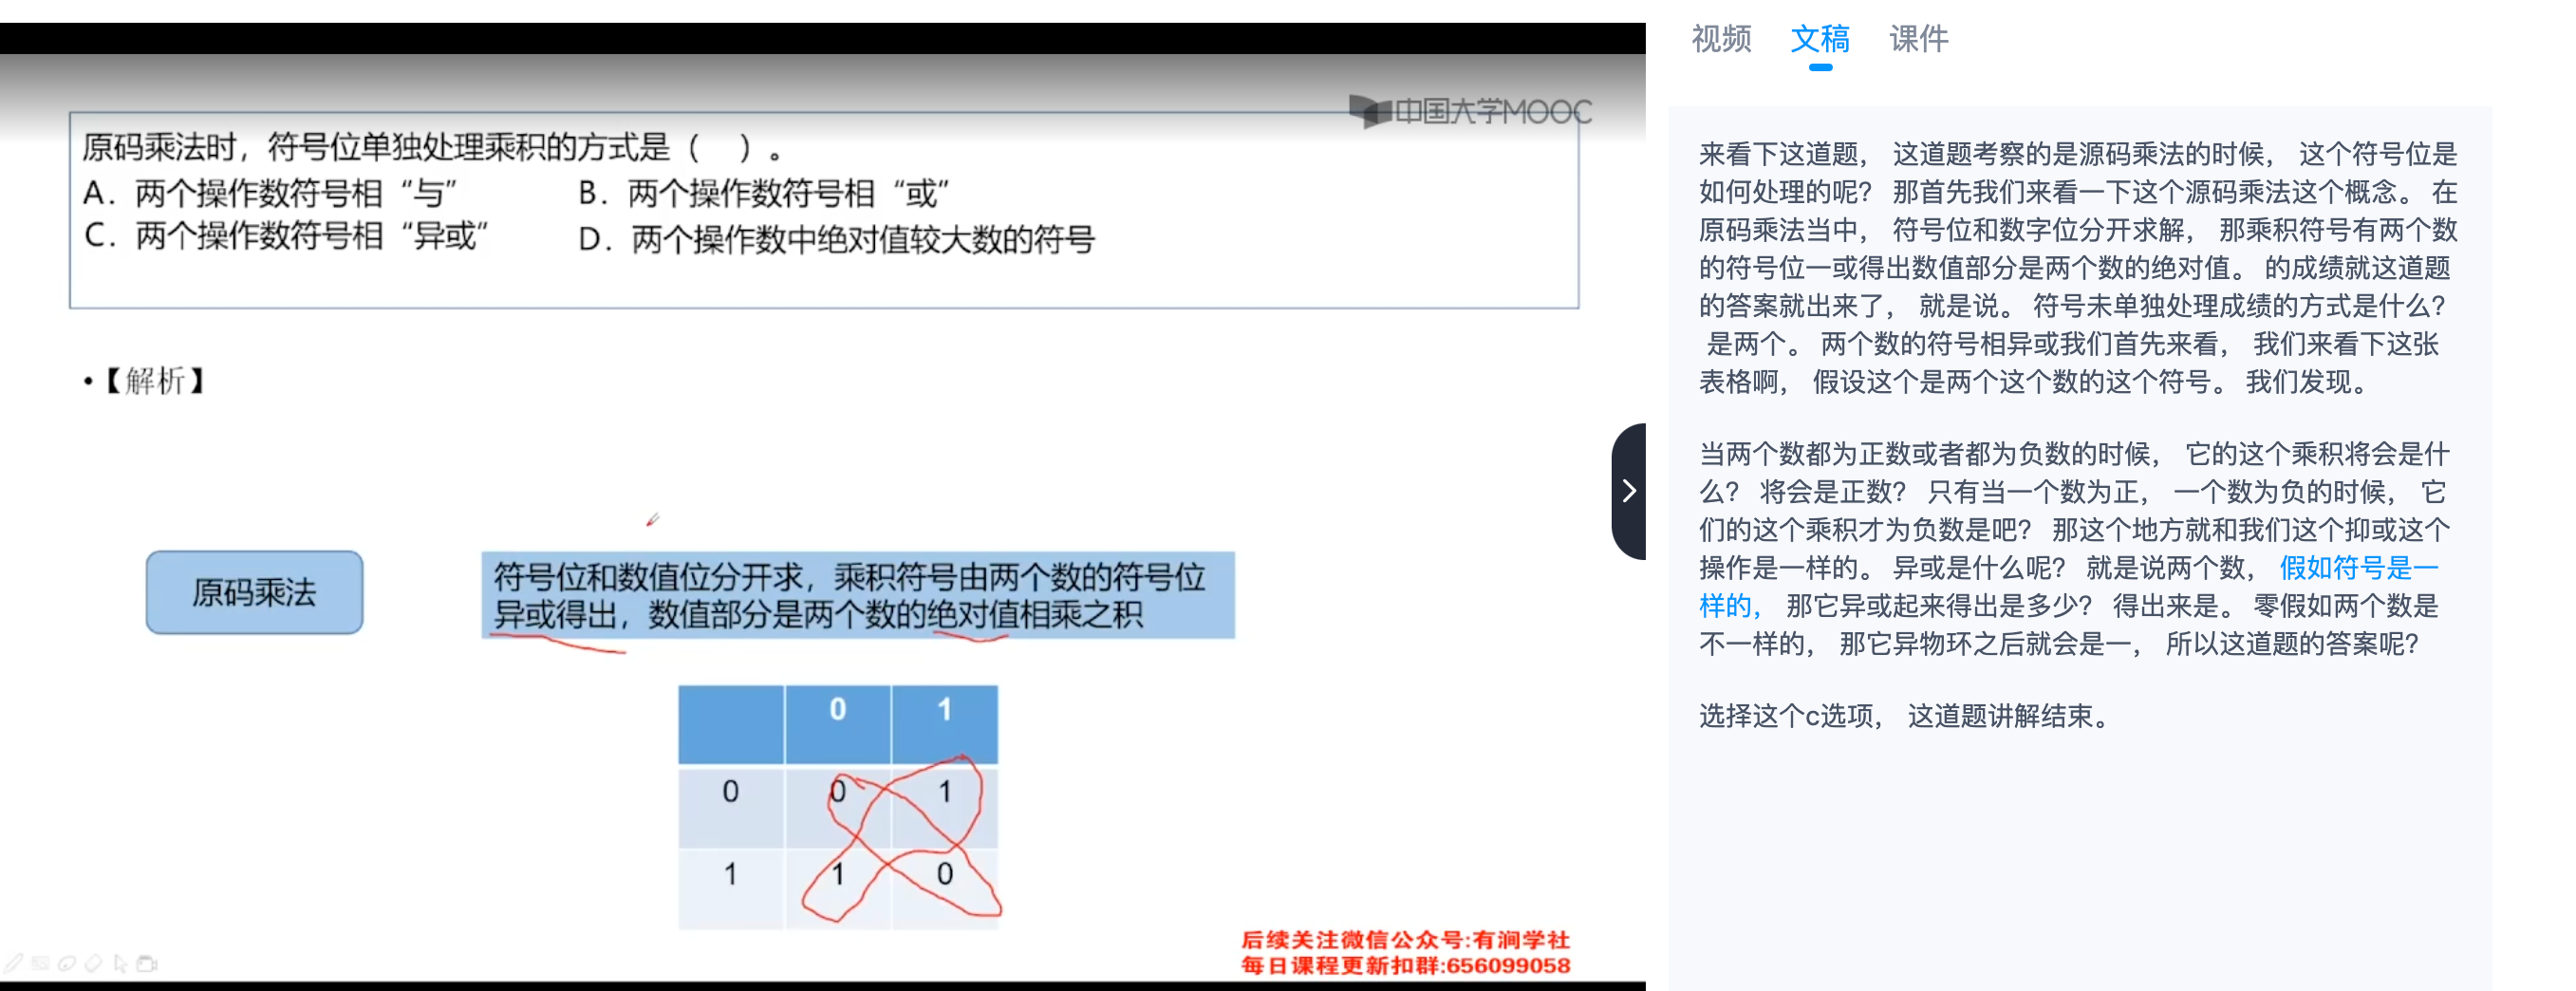 中国大学MOOC
原码乘法时，符号位单独处理乘积的方式是（　）。
A．两个操作数符号相“与”　B．两个操作数符号相“或”
C．两个操作数符号相“异或”　D．两个操作数中绝对值较大数的符号
•【解析】
原码乘法
符号位和数值位分开求，乘积符号由两个数的符号位
异或得出，数值部分是两个数的绝对值相乘之积
0 1
0 0 1
1 1 0
后续关注微信公众号:有涧学社
每日课程更新扣群:656099058
视频 文稿 课件
来看下这道题， 这道题考察的是源码乘法的时候， 这个符号位是
如何处理的呢？ 那首先我们来看一下这个源码乘法这个概念。 在
原码乘法当中， 符号位和数字位分开求解， 那乘积符号有两个数
的符号位一或得出数值部分是两个数的绝对值。 的成绩就这道题
的答案就出来了， 就是说。 符号未单独处理成绩的方式是什么？
是两个。 两个数的符号相异或我们首先来看， 我们来看下这张
表格啊， 假设这个是两个这个数的这个符号。 我们发现。
当两个数都为正数或者都为负数的时候， 它的这个乘积将会是什
么？ 将会是正数？ 只有当一个数为正， 一个数为负的时候， 它
们的这个乘积才为负数是吧？ 那这个地方就和我们这个抑或这个
操作是一样的。 异或是什么呢？ 就是说两个数， 假如符号是一
样的， 那它异或起来得出是多少？ 得出来是。 零假如两个数是
不一样的， 那它异物环之后就会是一， 所以这道题的答案呢？
选择这个c选项， 这道题讲解结束。